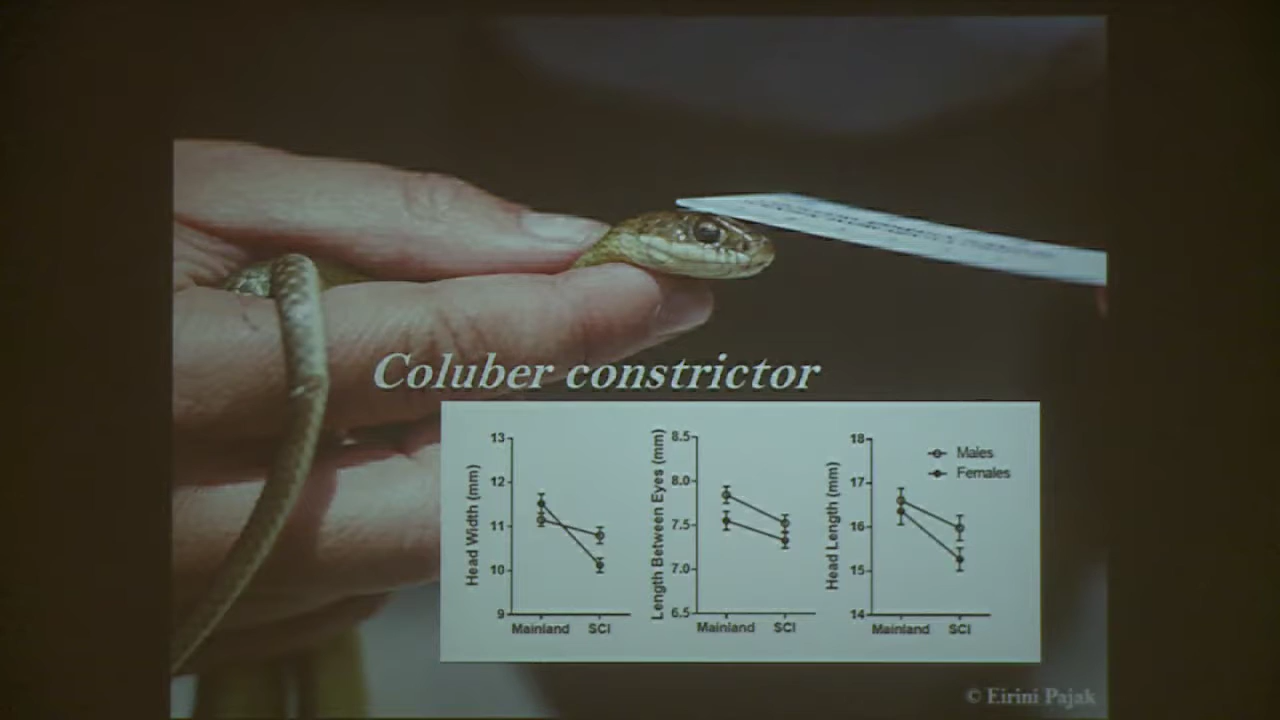 Coluber constrictor
13
12
11
10
9
Head Width (mm)
Mainland SCI
8.5
8.0
7.5
7.0
6.5
Length Between Eyes (mm)
Mainland SCI
18
17
16
15
14
Head Length (mm)
Mainland SCI
Males
Females
© Eirini Pajak